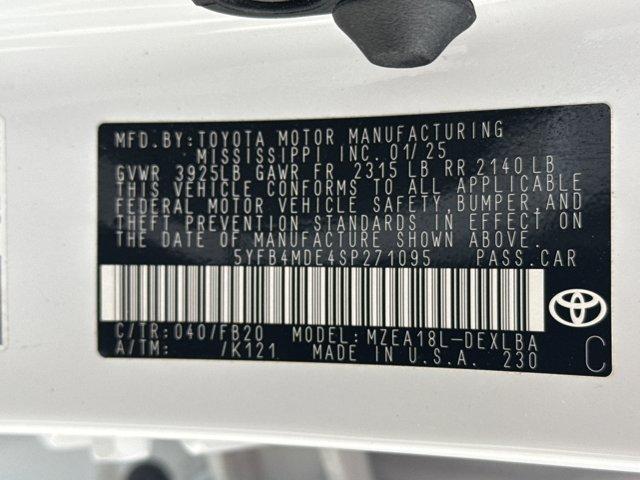 MFD. BY: TOYOTA MOTOR MANUFACTURING
MISSISSIPPI INC. 01/25
GVWR 3925LB GAWR FR 2315 LB RR 2140 LB
THIS VEHICLE CONFORMS TO ALL APPLICABLE
FEDERAL MOTOR VEHICLE SAFETY, BUMPER AND
THEFT PREVENTION STANDARDS IN EFFECT ON
THE DATE OF MANUFACTURE SHOWN ABOVE.
5YFB4MDE4SP271095 PASS. CAR
C/TR: 040/FB20 MODEL: MZEA18L-DEXLBA
A/TM: /K121 MADE IN U.S.A. 230
C